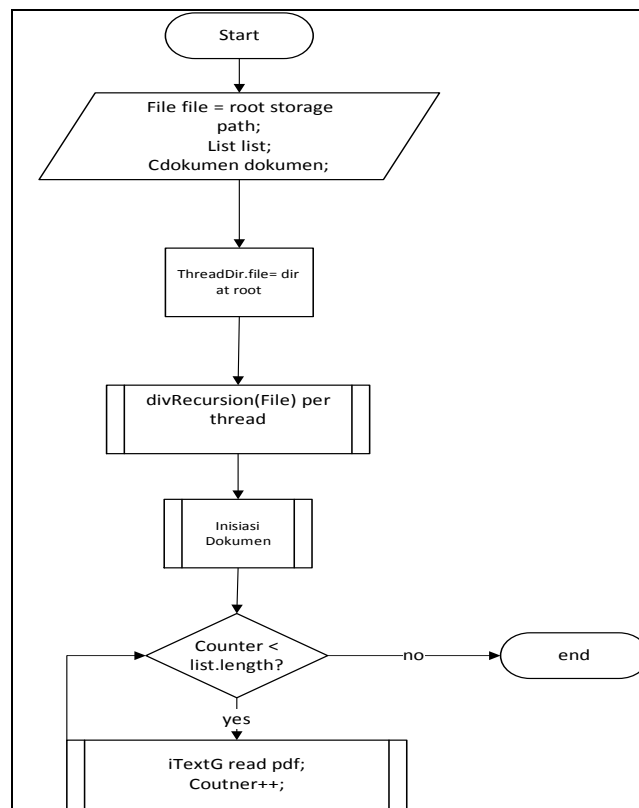 Start
File file = root storage
path;
List list;
Cdokumen dokumen;
ThreadDir.file= dir
at root
divRecursion(File) per
thread
Inisiasi
Dokumen
Counter <
list.length?
no
end
yes
iTextG read pdf;
Coutner++;